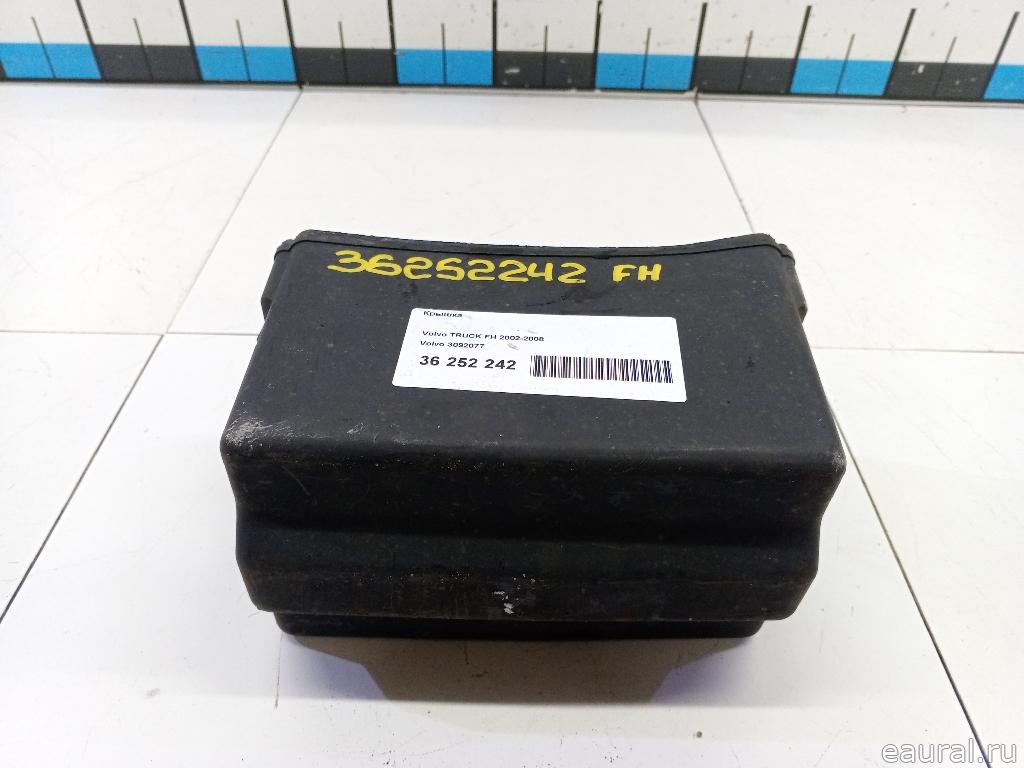 36252242 FH
Крышка
Volvo TRUCK FH 2002-2008
Volvo 3092077
36 252 242
eaural.ru